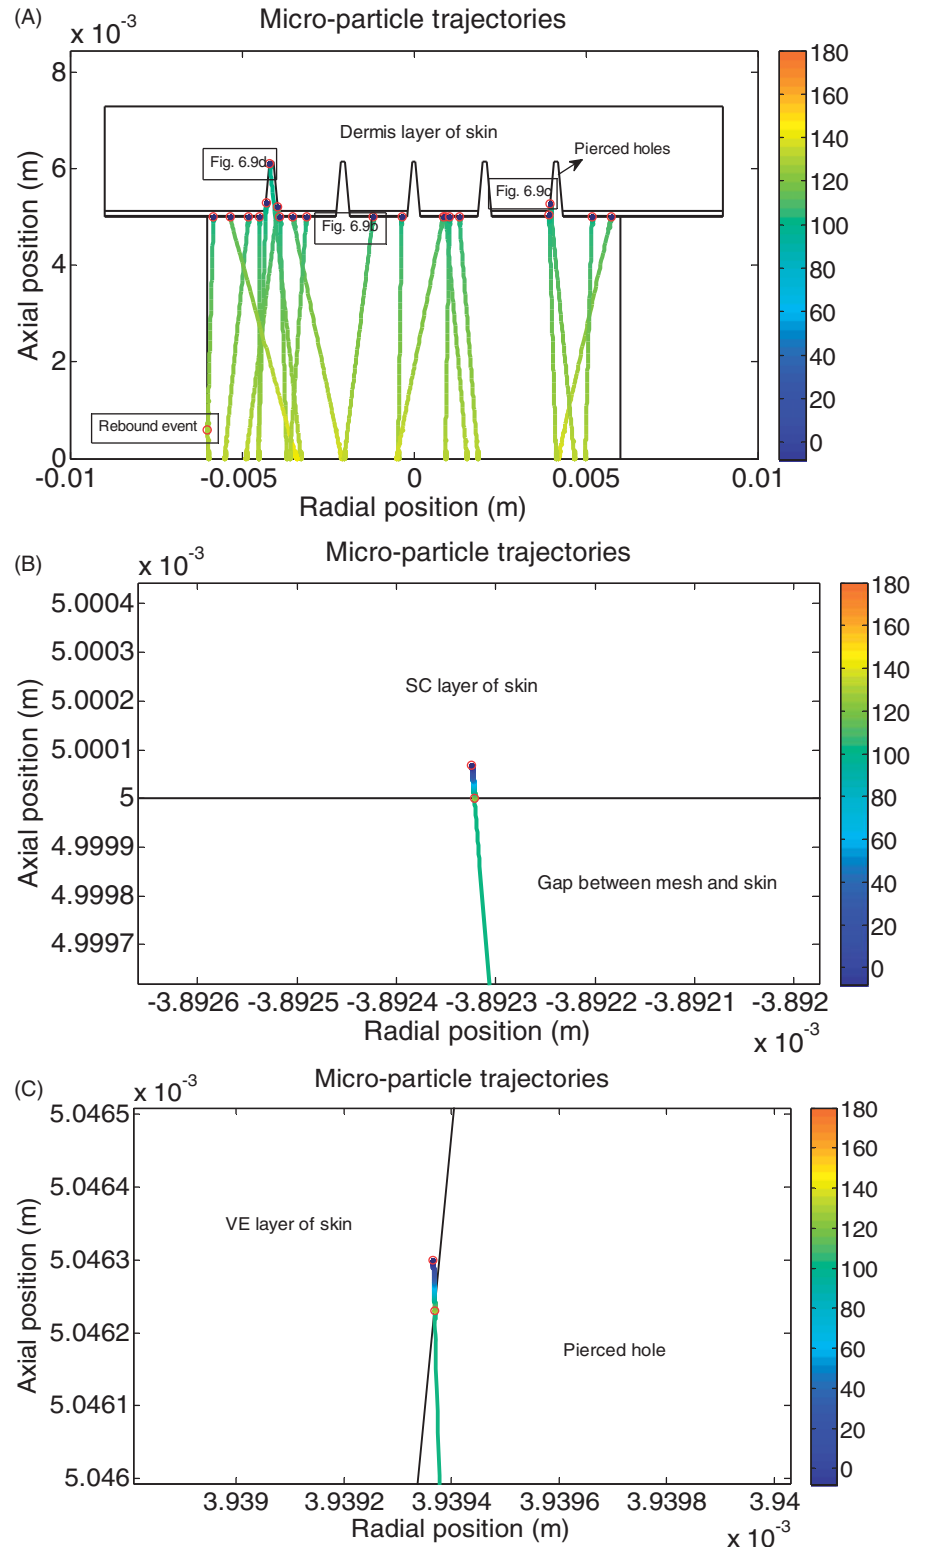 (A)
Micro-particle trajectories
x 10-3
8
6
4
2
0
Axial position (m)
Dermis layer of skin
Pierced holes
Fig. 6.9d
Fig. 6.9c
Fig. 6.9b
Rebound event
-0.01
-0.005
0
0.005
0.01
Radial position (m)
180
160
140
120
100
80
60
40
20
0
(B)
Micro-particle trajectories
x 10-3
5.0004
5.0003
5.0002
5.0001
5
4.9999
4.9998
4.9997
Axial position (m)
SC layer of skin
Gap between mesh and skin
-3.8926 -3.8925 -3.8924 -3.8923 -3.8922 -3.8921 -3.892
Radial position (m)
x 10-3
180
160
140
120
100
80
60
40
20
0
(C)
Micro-particle trajectories
x 10-3
5.0465
5.0464
5.0463
5.0462
5.0461
5.046
Axial position (m)
VE layer of skin
Pierced hole
3.939 3.9392 3.9394 3.9396 3.9398 3.94
Radial position (m)
x 10-3
180
160
140
120
100
80
60
40
20
0